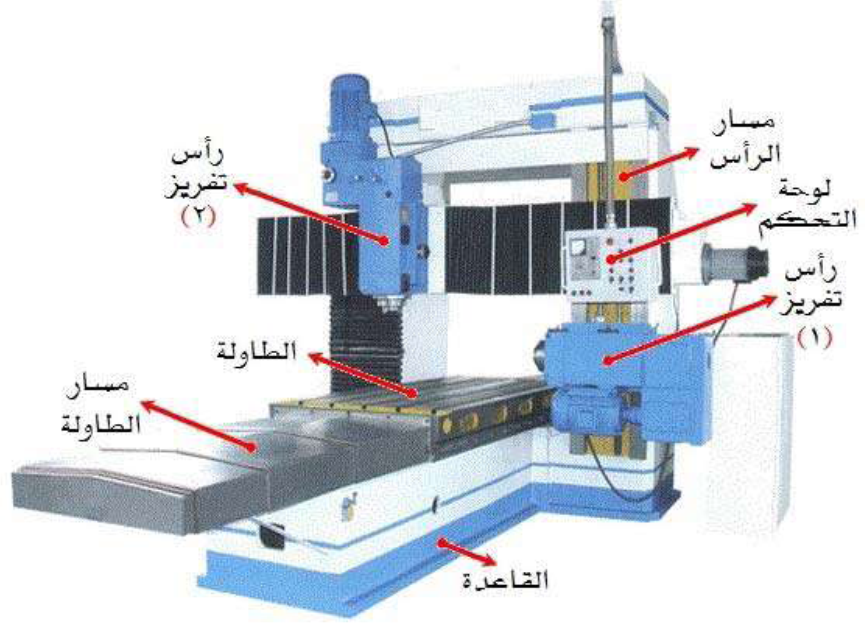 مسار
الرأس
لوحة
التحكم
رأس
تفريز
(٢)
رأس
تفريز
(١)
الطاولة
مسار
الطاولة
القاعدة